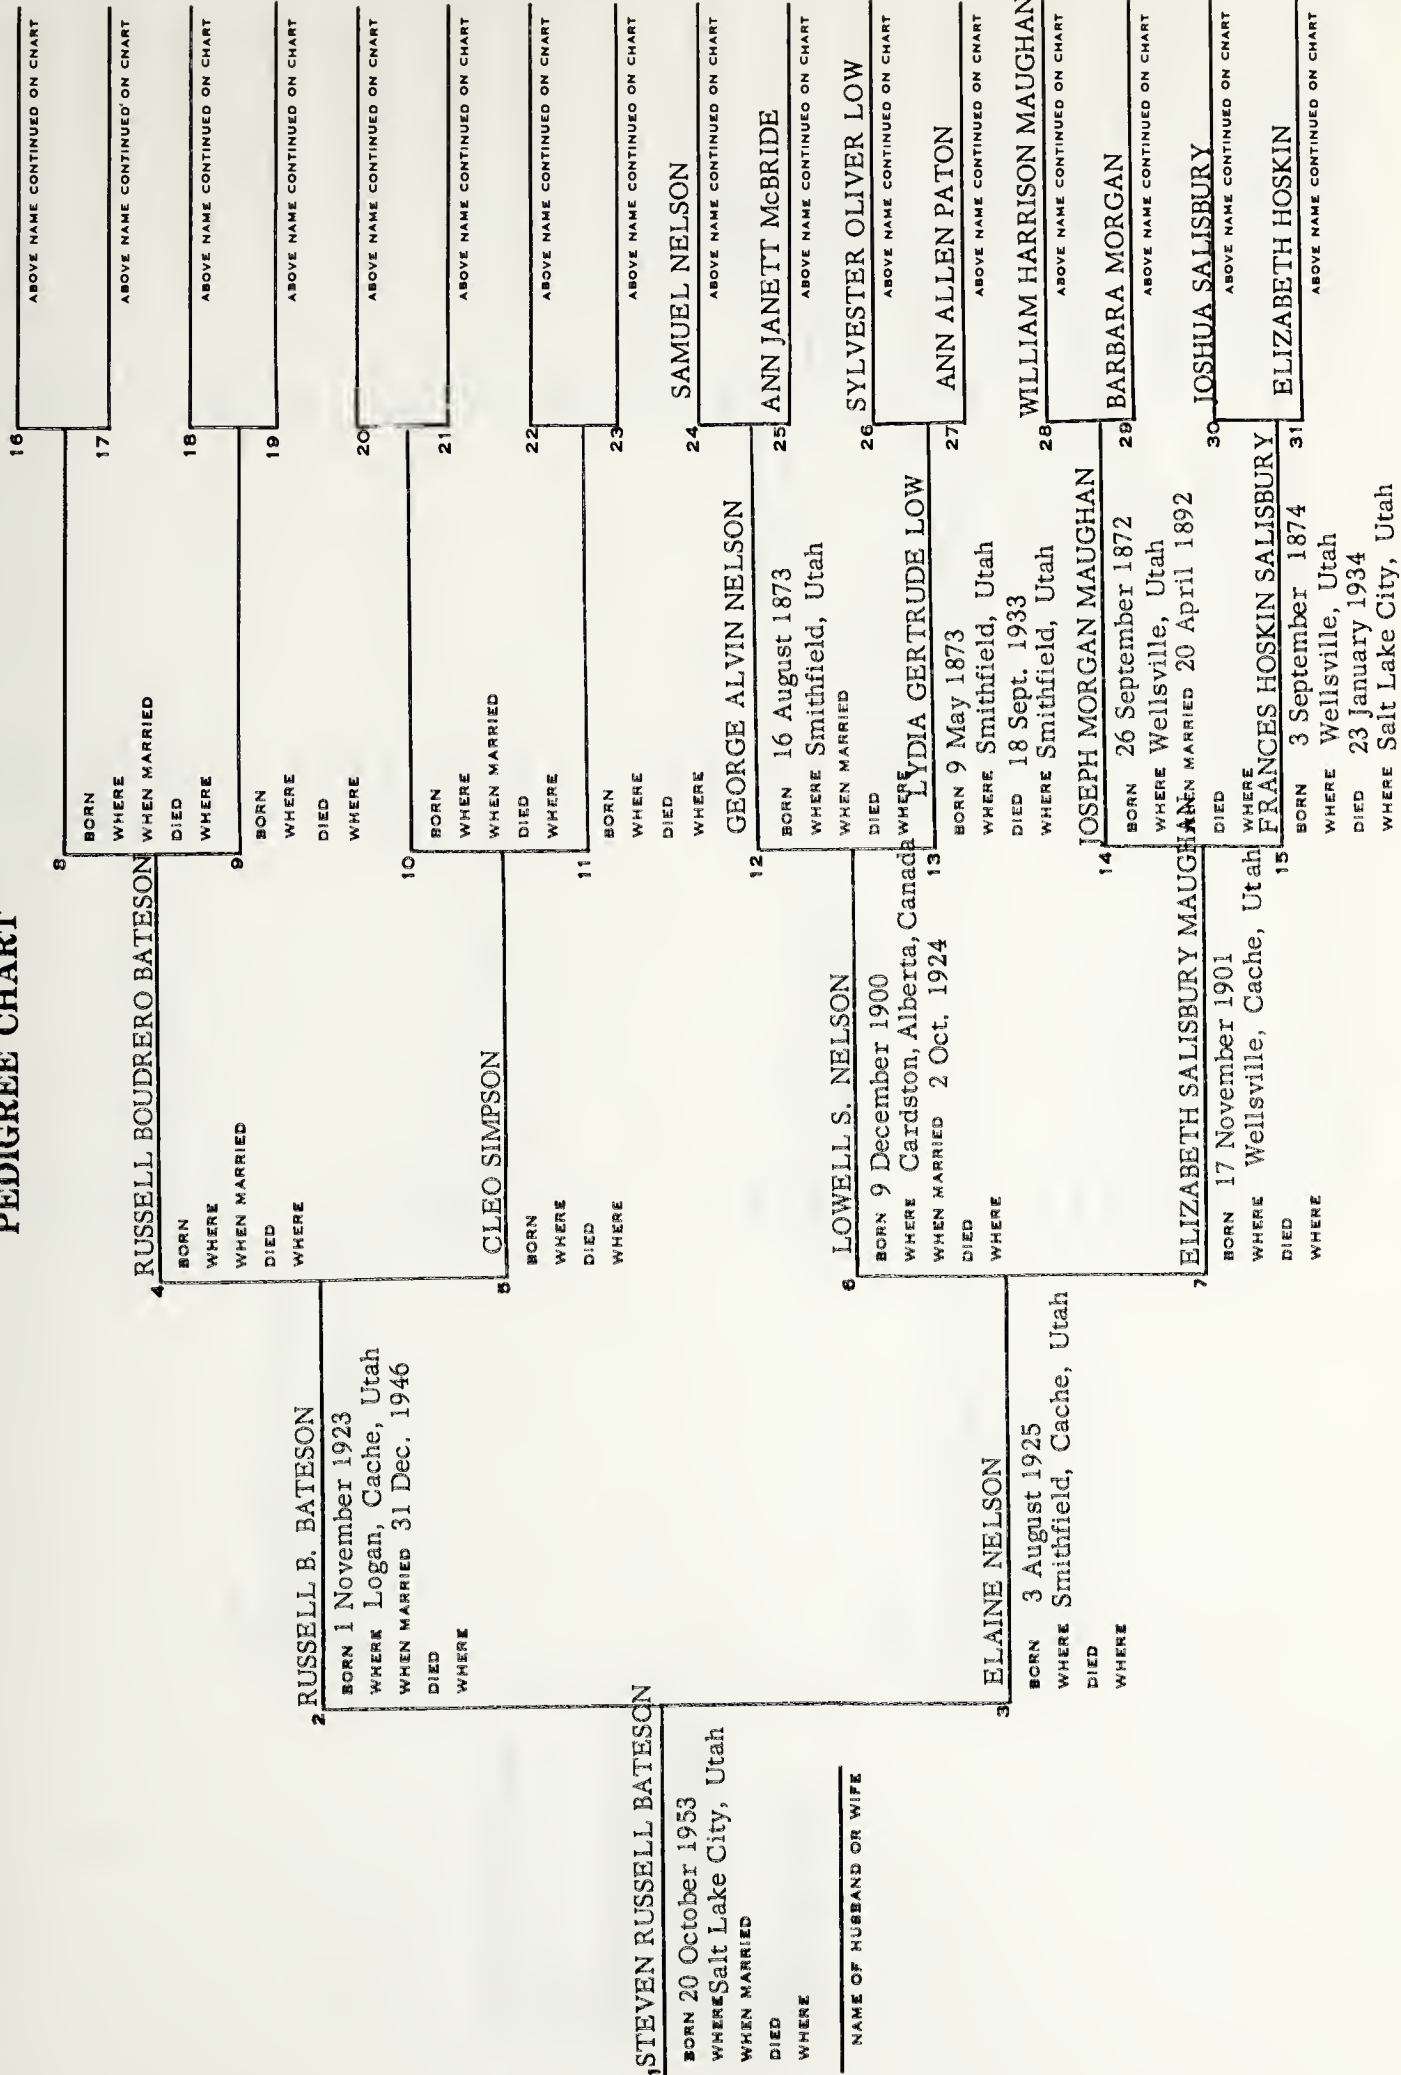 PEDIGREE CHART
1
STEVEN RUSSELL BATESON
BORN 20 October 1953
WHERE Salt Lake City, Utah
WHEN MARRIED
DIED
WHERE
NAME OF HUSBAND OR WIFE
2
RUSSELL B. BATESON
BORN 1 November 1923
WHERE Logan, Cache, Utah
WHEN MARRIED 31 Dec. 1946
DIED
WHERE
3
ELAINE NELSON
BORN 3 August 1925
WHERE Smithfield, Cache, Utah
DIED
WHERE
4
RUSSELL BOUDRERO BATESON
BORN
WHERE
WHEN MARRIED
DIED
WHERE
5
CLEO SIMPSON
BORN
WHERE
DIED
WHERE
6
LOWELL S. NELSON
BORN 9 December 1900
WHERE Cardston, Alberta, Canada
WHEN MARRIED 2 Oct. 1924
DIED
WHERE
7
ELIZABETH SALISBURY MAUGHAN
BORN 17 November 1901
WHERE Wellsville, Cache, Utah
DIED
WHERE
8
BORN
WHERE
WHEN MARRIED
DIED
WHERE
9
BORN
WHERE
DIED
WHERE
10
BORN
WHERE
WHEN MARRIED
DIED
WHERE
11
BORN
WHERE
DIED
WHERE
12
GEORGE ALVIN NELSON
BORN 16 August 1873
WHERE Smithfield, Utah
WHEN MARRIED
DIED
WHERE
13
LYDIA GERTRUDE LOW
BORN 9 May 1873
WHERE Smithfield, Utah
DIED 18 Sept. 1933
WHERE Smithfield, Utah
14
JOSEPH MORGAN MAUGHAN
BORN 26 September 1872
WHERE Wellsville, Utah
WHEN MARRIED 20 April 1892
DIED
WHERE
15
FRANCES HOSKIN SALISBURY
BORN 3 September 1874
WHERE Wellsville, Utah
DIED 23 January 1934
WHERE Salt Lake City, Utah
16
ABOVE NAME CONTINUED ON CHART
17
ABOVE NAME CONTINUED ON CHART
18
ABOVE NAME CONTINUED ON CHART
19
ABOVE NAME CONTINUED ON CHART
20
ABOVE NAME CONTINUED ON CHART
21
ABOVE NAME CONTINUED ON CHART
22
ABOVE NAME CONTINUED ON CHART
23
ABOVE NAME CONTINUED ON CHART
24
SAMUEL NELSON
ABOVE NAME CONTINUED ON CHART
25
ANN JANETT McBRIDE
ABOVE NAME CONTINUED ON CHART
26
SYLVESTER OLIVER LOW
ABOVE NAME CONTINUED ON CHART
27
ANN ALLEN PATON
ABOVE NAME CONTINUED ON CHART
28
WILLIAM HARRISON MAUGHAN
ABOVE NAME CONTINUED ON CHART
29
BARBARA MORGAN
ABOVE NAME CONTINUED ON CHART
30
JOSHUA SALISBURY
ABOVE NAME CONTINUED ON CHART
31
ELIZABETH HOSKIN
ABOVE NAME CONTINUED ON CHART